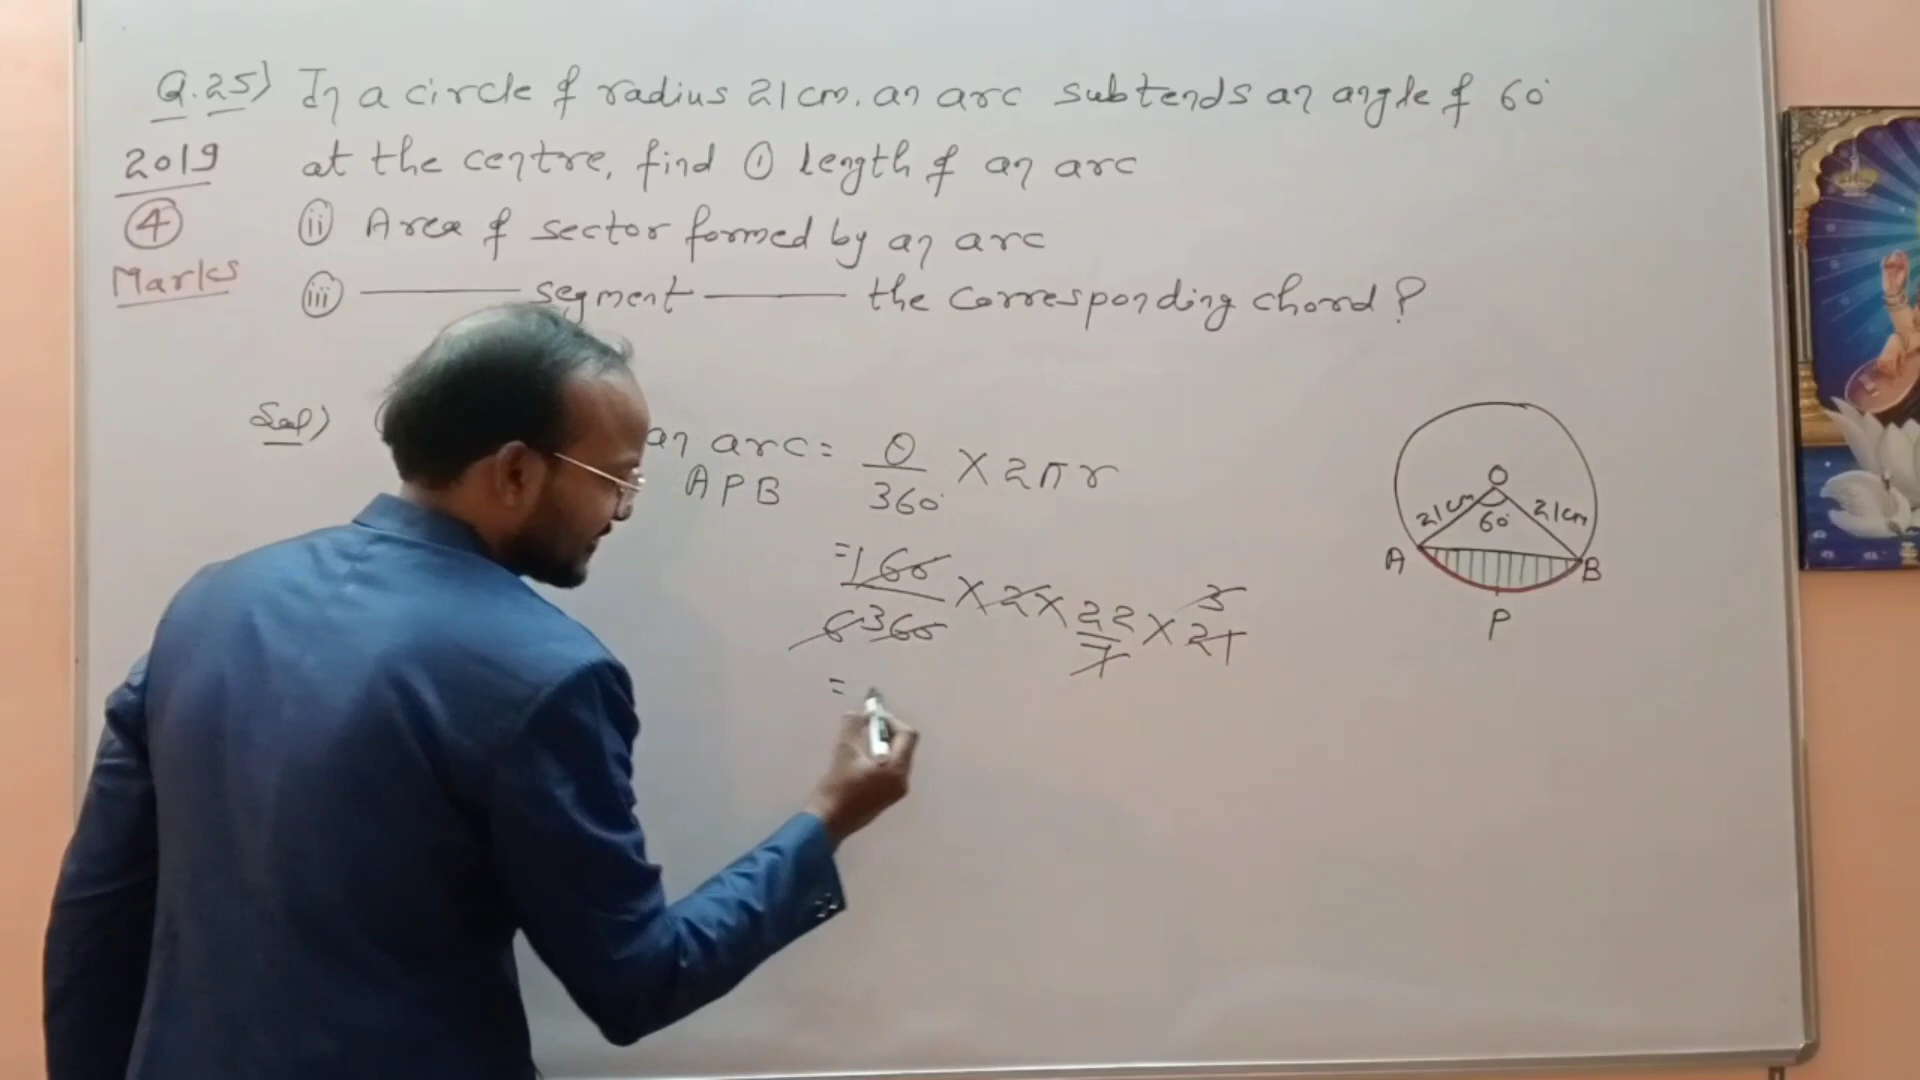 Q.25) In a circle of radius 21cm. an arc subtends an angle of 60°
2019 at the centre, find ① length of an arc
④ ⅱ Area of sector formed by an arc
Marks ⅲ ——— segment ——— the corresponding chord?
Sol) an arc = θ/360° × 2πr
APB
= 1 60/6 360 × 2 × 22/7 × 3 21
=
O
21cm 60° 21cm
A B
P